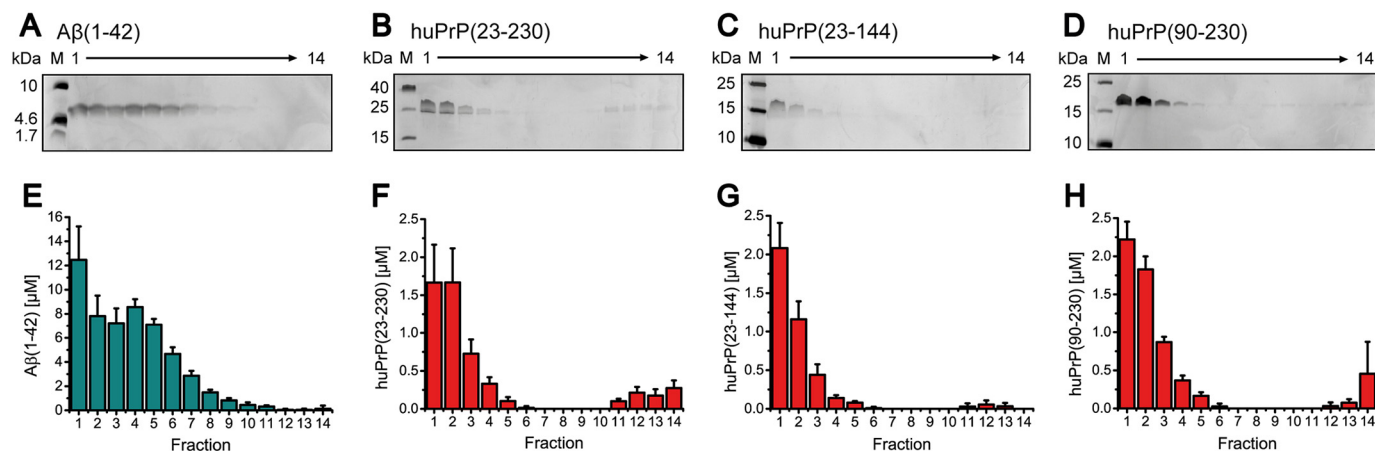 A Aβ(1-42)
kDa M 1 14
10
4.6
1.7
B huPrP(23-230)
kDa M 1 14
40
25
15
C huPrP(23-144)
kDa M 1 14
25
15
10
D huPrP(90-230)
kDa M 1 14
25
15
10
E
Aβ(1-42) [µM]
16
14
12
10
8
6
4
2
0
1 2 3 4 5 6 7 8 9 10 11 12 13 14
Fraction
F
huPrP(23-230) [µM]
2.5
2.0
1.5
1.0
0.5
0.0
1 2 3 4 5 6 7 8 9 10 11 12 13 14
Fraction
G
huPrP(23-144) [µM]
2.5
2.0
1.5
1.0
0.5
0.0
1 2 3 4 5 6 7 8 9 10 11 12 13 14
Fraction
H
huPrP(90-230) [µM]
2.5
2.0
1.5
1.0
0.5
0.0
1 2 3 4 5 6 7 8 9 10 11 12 13 14
Fraction